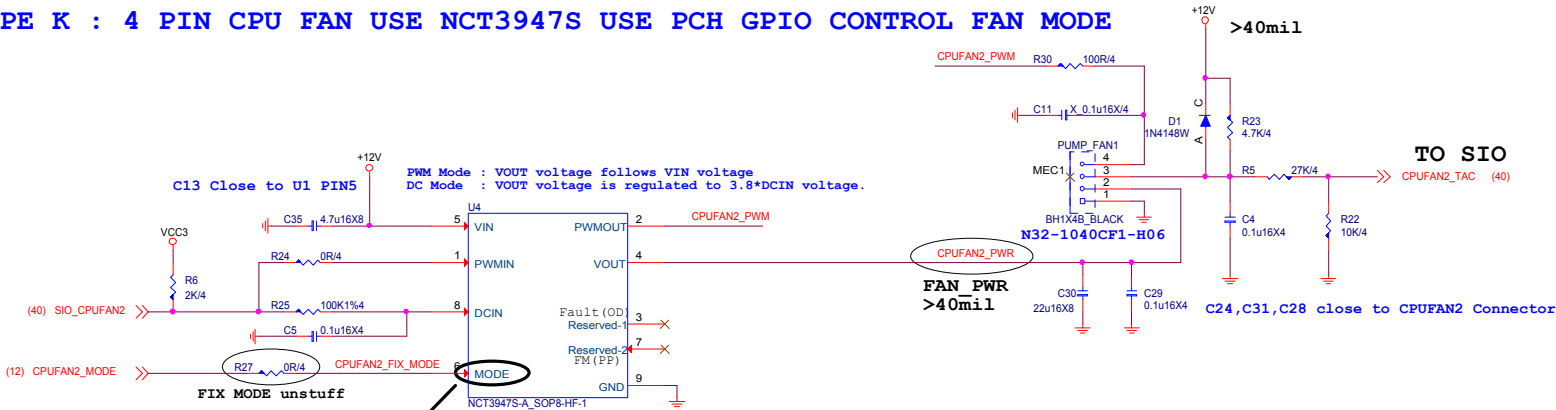 PE K : 4 PIN CPU FAN USE NCT3947S USE PCH GPIO CONTROL FAN MODE
+12V
>40mil
CPUFAN2_PWM
R30
100R/4
C11
X_0.1u16X/4
D1
1N4148W
C
A
R23
4.7K/4
PUMP_FAN1
MEC1
4
3
2
1
BH1X4B_BLACK
N32-1040CF1-H06
R5
27K/4
TO SIO
CPUFAN2_TAC (40)
C4
0.1u16X4
R22
10K/4
+12V
C13 Close to U1 PIN5
PWM Mode : VOUT voltage follows VIN voltage
DC Mode : VOUT voltage is regulated to 3.8*DCIN voltage.
C35
4.7u16X8
U4
5
VIN
PWMOUT
2
CPUFAN2_PWM
VCC3
R6
2K/4
R24
0R/4
1
PWMIN
VOUT
4
CPUFAN2_PWR
FAN PWR
>40mil
C30
22u16X8
C29
0.1u16X4
C24,C31,C28 close to CPUFAN2 Connector
(40) SIO_CPUFAN2
R25
100K1%4
8
DCIN
C5
0.1u16X4
Fault(OD)
Reserved-1
3
Reserved-2
7
FM(PP)
(12) CPUFAN2_MODE
R27
0R/4
CPUFAN2_FIX_MODE
6
MODE
GND
9
FIX MODE unstuff
NCT3947S-A_SOP8-HF-1